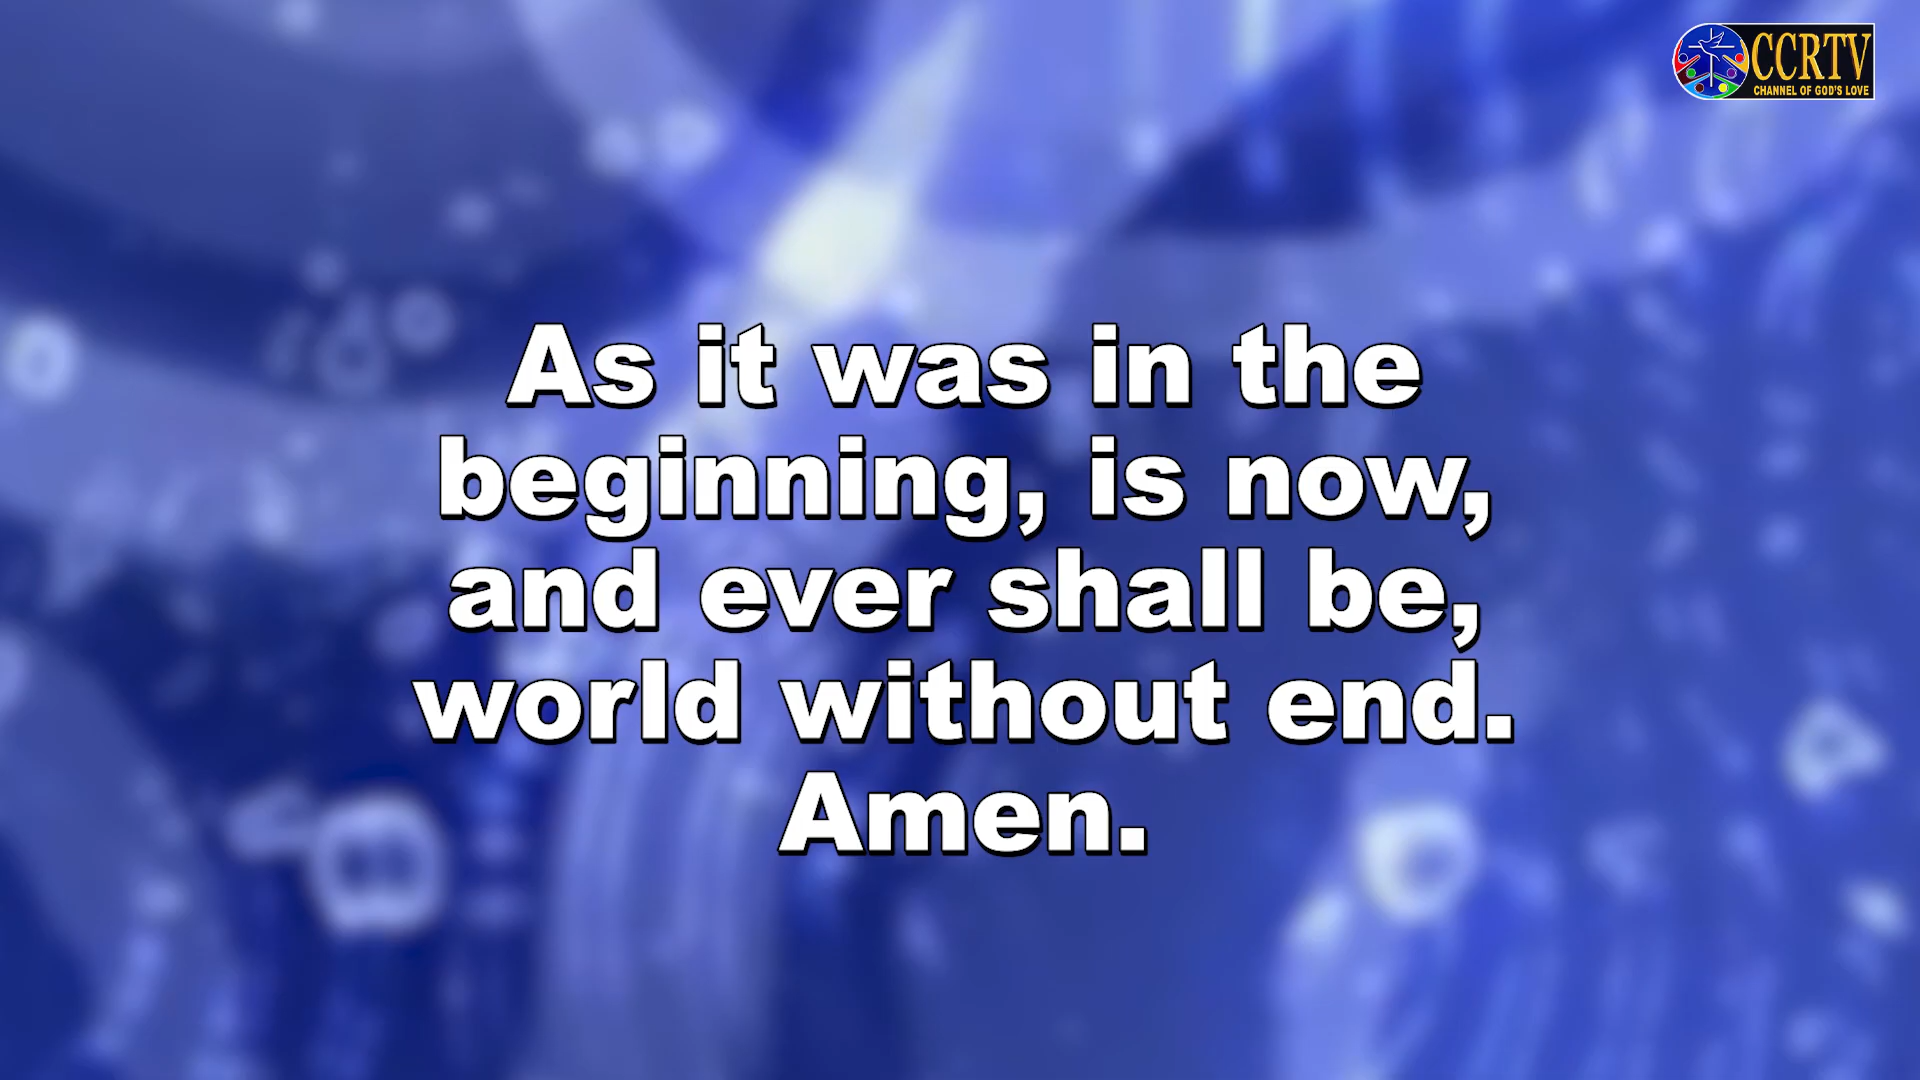 CCRTV
CHANNEL OF GOD'S LOVE
As it was in the
beginning, is now,
and ever shall be,
world without end.
Amen.